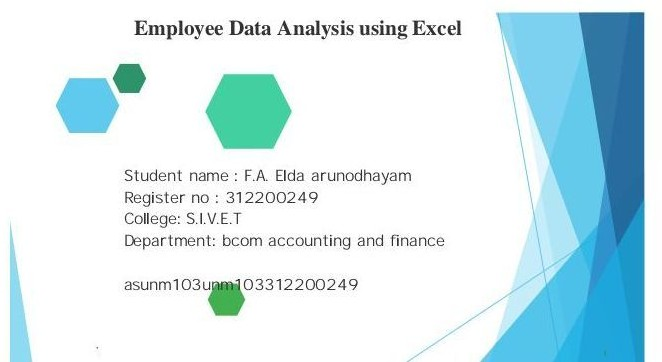 Employee Data Analysis using Excel
Student name : F.A. Elda arunodhayam
Register no : 312200249
College: S.I.V.E.T
Department: bcom accounting and finance
asunm103unm103312200249